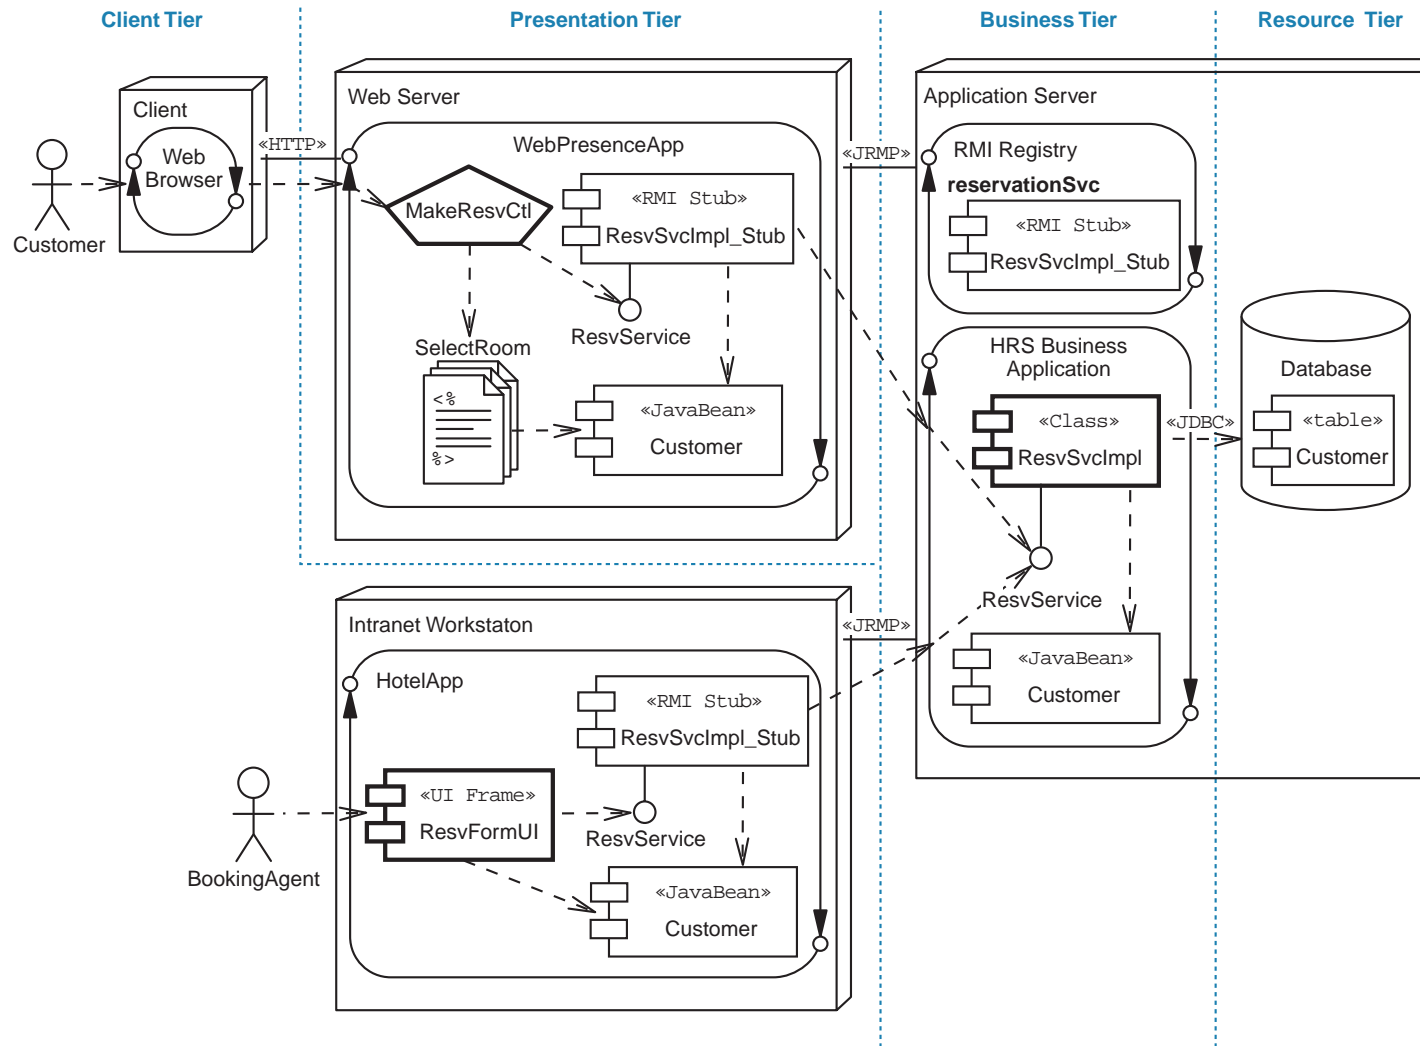 Client Tier
Presentation Tier
Business Tier
Resource Tier
Client
Web
Browser
Customer
«HTTP»
Web Server
WebPresenceApp
MakeResvCtl
«RMI Stub»
ResvSvcImpl_Stub
ResvService
SelectRoom
<%
%>
«JavaBean»
Customer
«JRMP»
Application Server
RMI Registry
reservationSvc
«RMI Stub»
ResvSvcImpl_Stub
HRS Business
Application
«Class»
ResvSvcImpl
«JDBC»
ResvService
«JavaBean»
Customer
Database
«table»
Customer
Intranet Workstaton
«JRMP»
HotelApp
«RMI Stub»
ResvSvcImpl_Stub
«UI Frame»
ResvFormUI
ResvService
BookingAgent
«JavaBean»
Customer